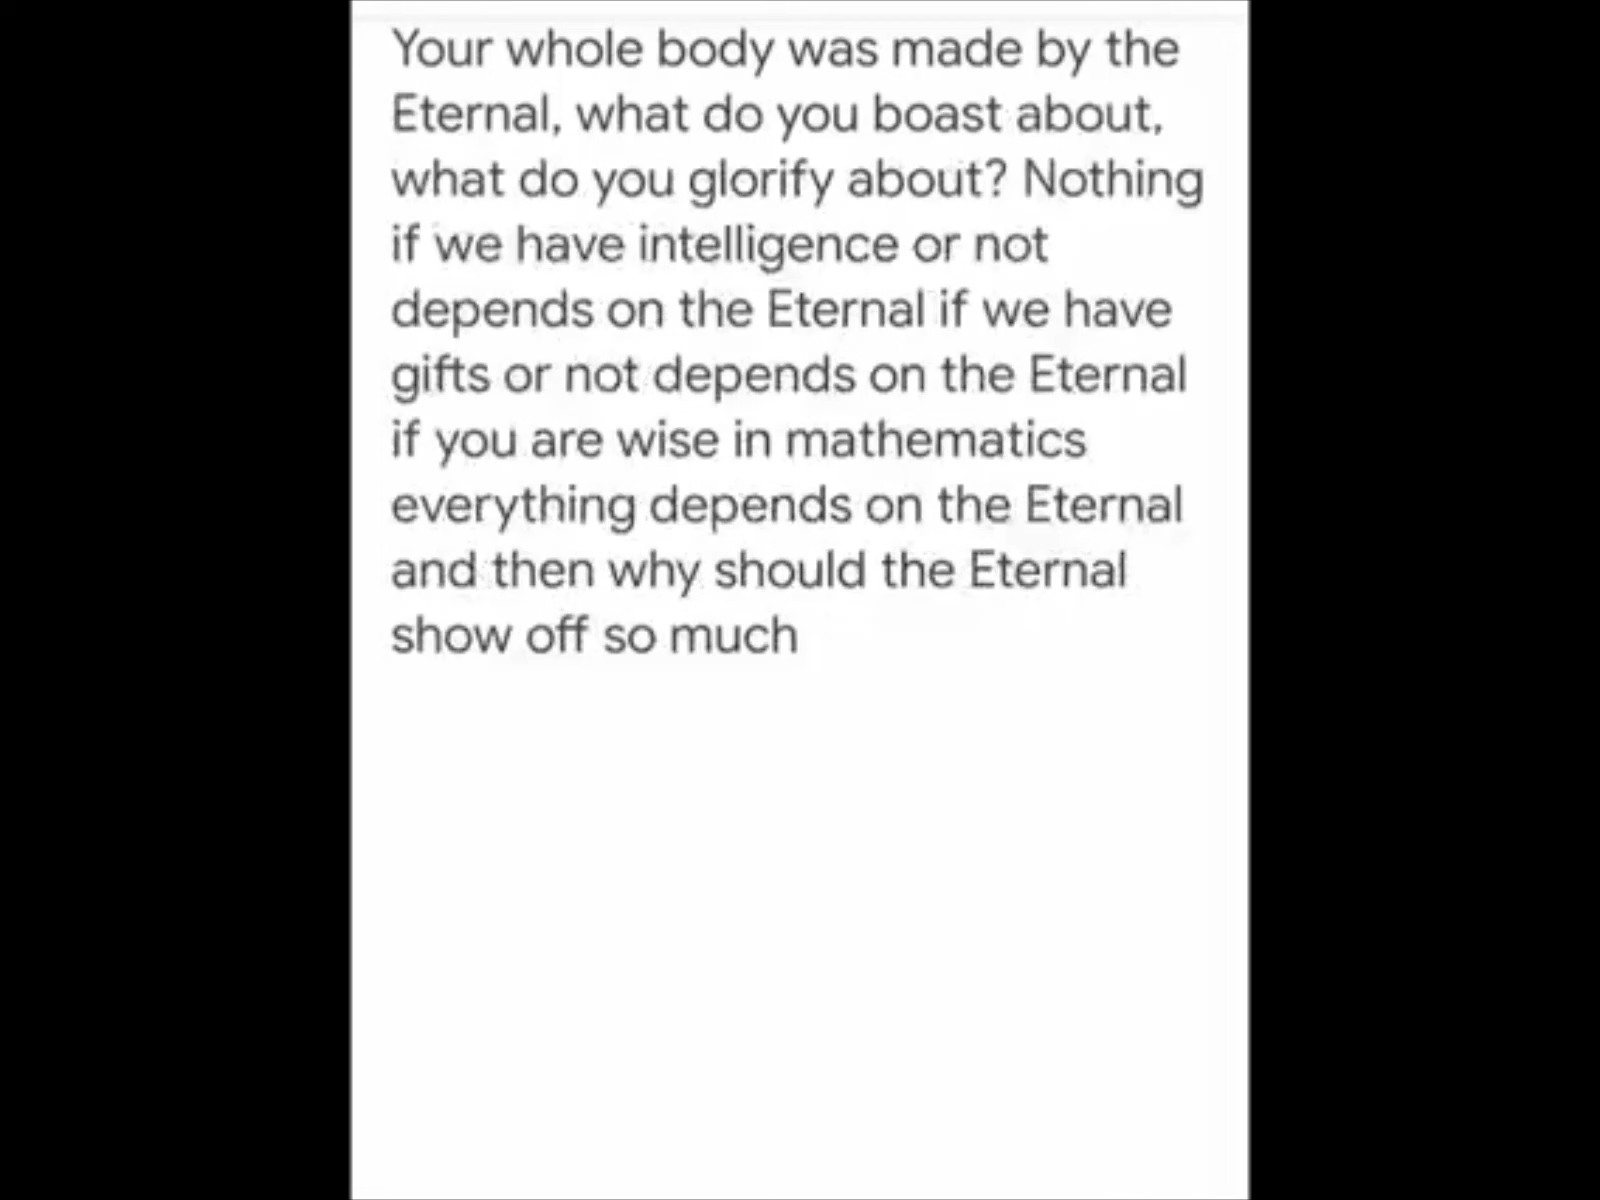 Your whole body was made by the
Eternal, what do you boast about,
what do you glorify about? Nothing
if we have intelligence or not
depends on the Eternal if we have
gifts or not depends on the Eternal
if you are wise in mathematics
everything depends on the Eternal
and then why should the Eternal
show off so much